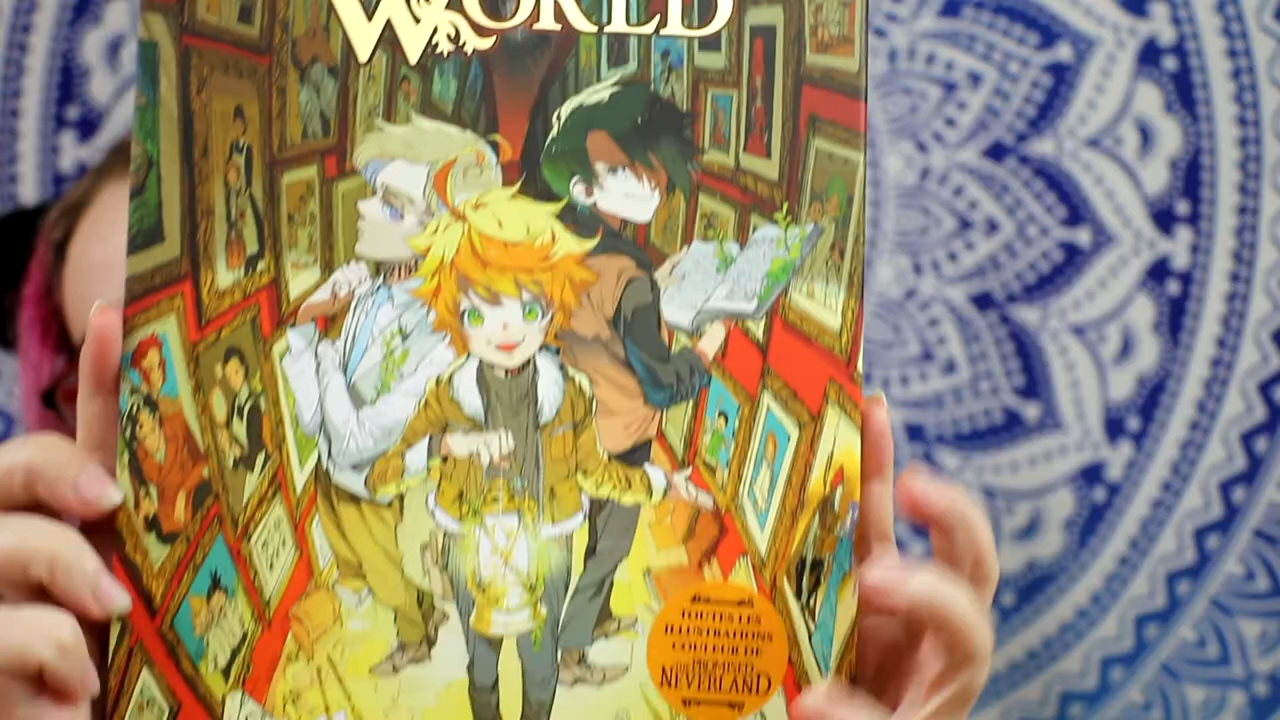 WORLD
TOUTES LES
ILLUSTRATIONS
COULEUR DE
THE PROMISED
NEVERLAND